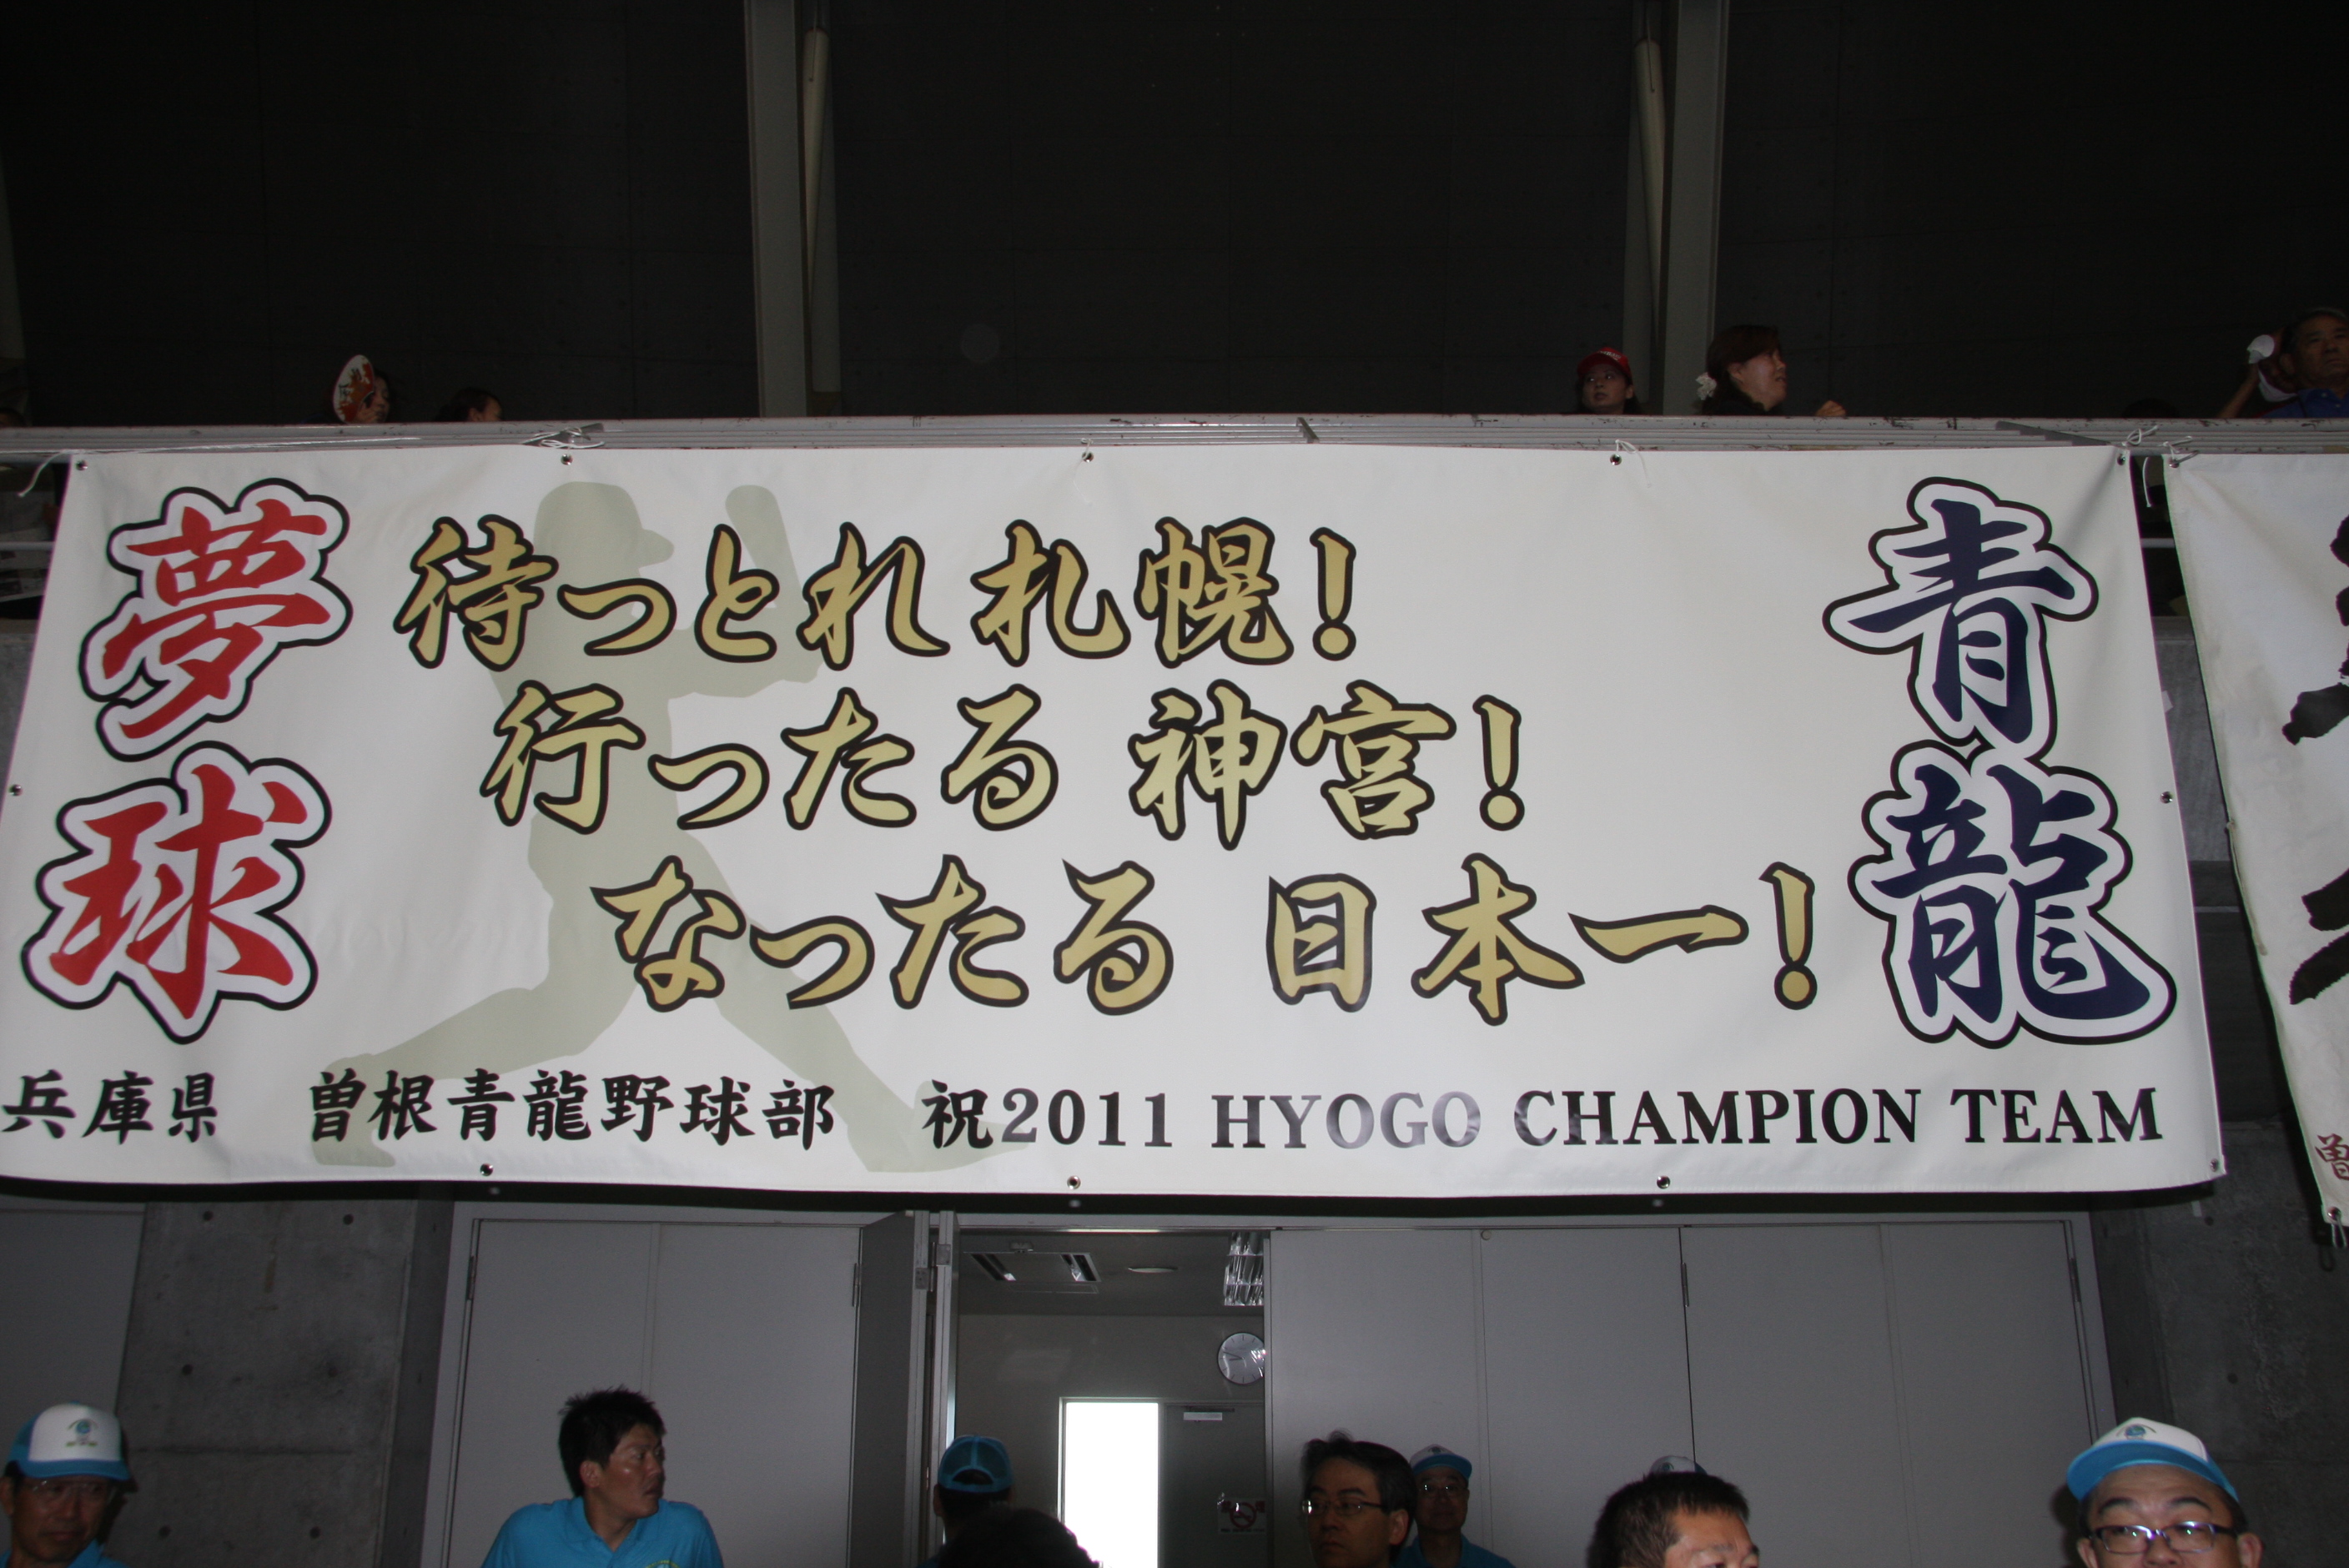 夢球
待っとれ 札幌!
行ったる 神宮!
なったる 日本一!
青龍
兵庫県 曽根青龍野球部 祝2011 HYOGO CHAMPION TEAM
曽